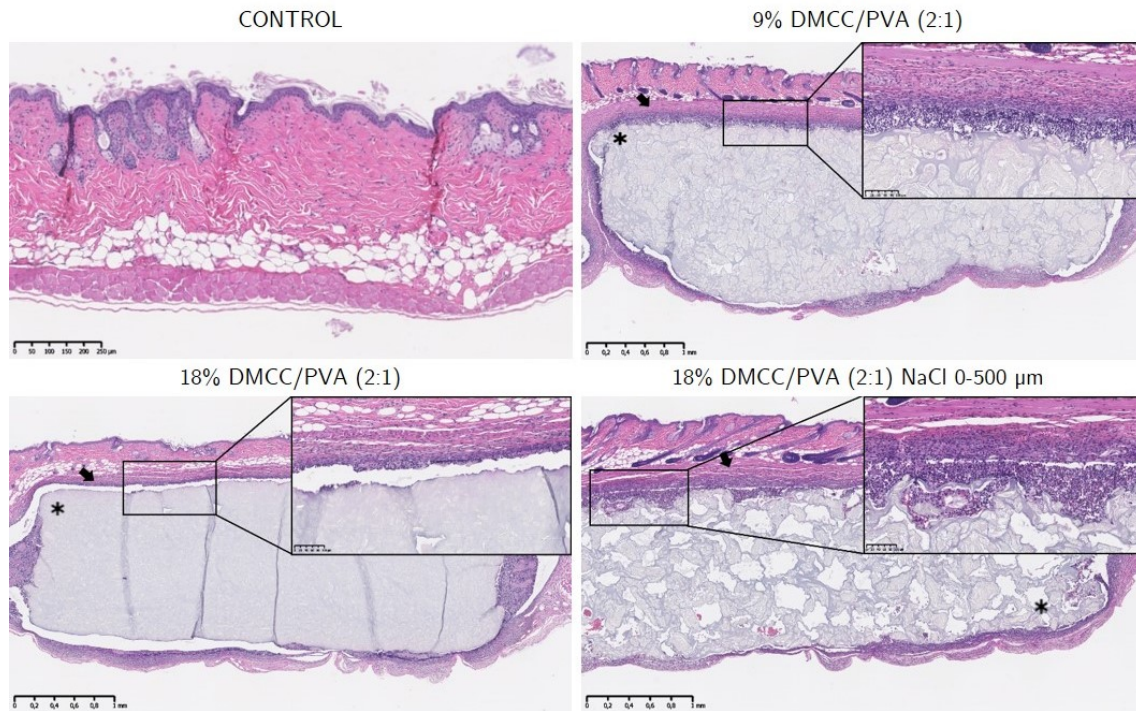 CONTROL
9% DMCC/PVA (2:1)
0 50 100 150 200 250 µm
0 0,2 0,4 0,6 0,8 1 mm
18% DMCC/PVA (2:1)
18% DMCC/PVA (2:1) NaCl 0-500 µm
0 0,2 0,4 0,6 0,8 1 mm
0 0,2 0,4 0,6 0,8 1 mm